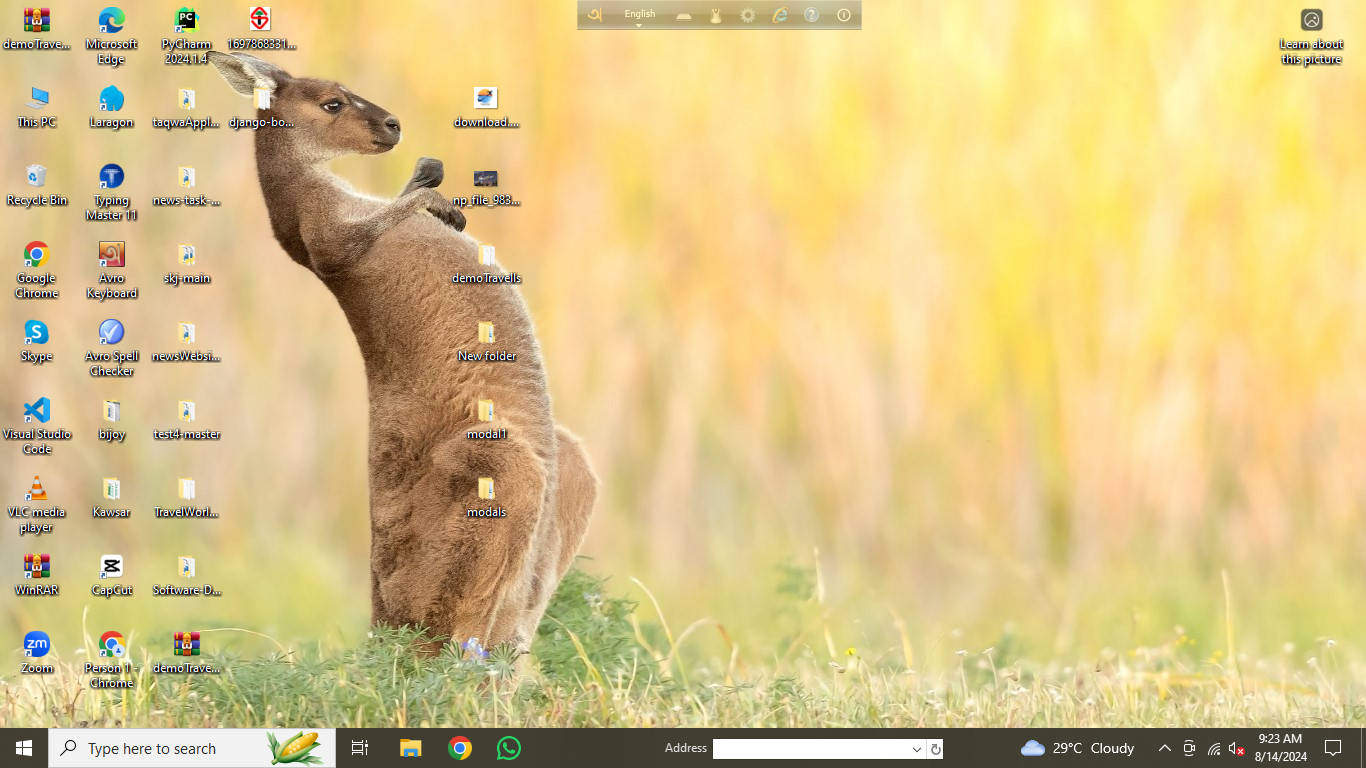 demoTrave...
Microsoft
Edge
PC
PyCharm
2024.1.4
1697868331...
English
Learn about
this picture
This PC
Laragon
taqwaAppl...
django-bo...
download....
Recycle Bin
Typing
Master 11
news-task-...
np_file_983...
Google
Chrome
Avro
Keyboard
skj-main
demoTravells
Skype
Avro Spell
Checker
newsWebsi...
New folder
Visual Studio
Code
bijoy
test4-master
modal1
VLC media
player
Kawsar
TravelWorl...
modals
WinRAR
CapCut
Software-D...
zm
Zoom
Person 1 -
Chrome
demoTrave...
Type here to search
Address
29°C Cloudy
9:23 AM
8/14/2024